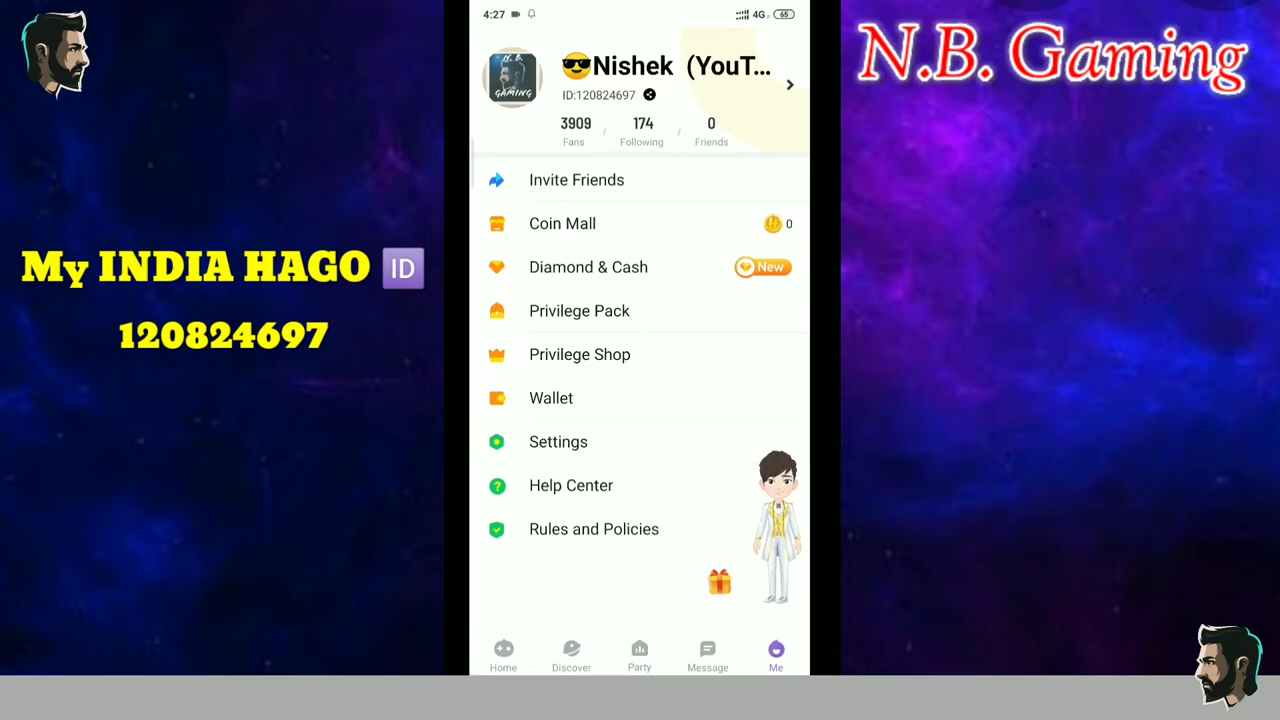 N.B. Gaming
My INDIA HAGO 🆔
120824697
4:27
4G 65
N.B.
GAMING
😎Nishek (YouT...
ID:120824697
3909 / 174 / 0
Fans Following Friends
Invite Friends
Coin Mall 0
Diamond & Cash New
Privilege Pack
Privilege Shop
Wallet
Settings
Help Center
Rules and Policies
Home Discover Party Message Me